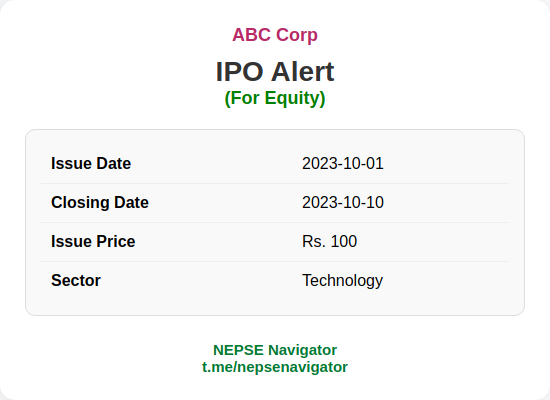 ABC Corp
IPO Alert
(For Equity)
Issue Date 2023-10-01
Closing Date 2023-10-10
Issue Price Rs. 100
Sector Technology
NEPSE Navigator
t.me/nepsenavigator